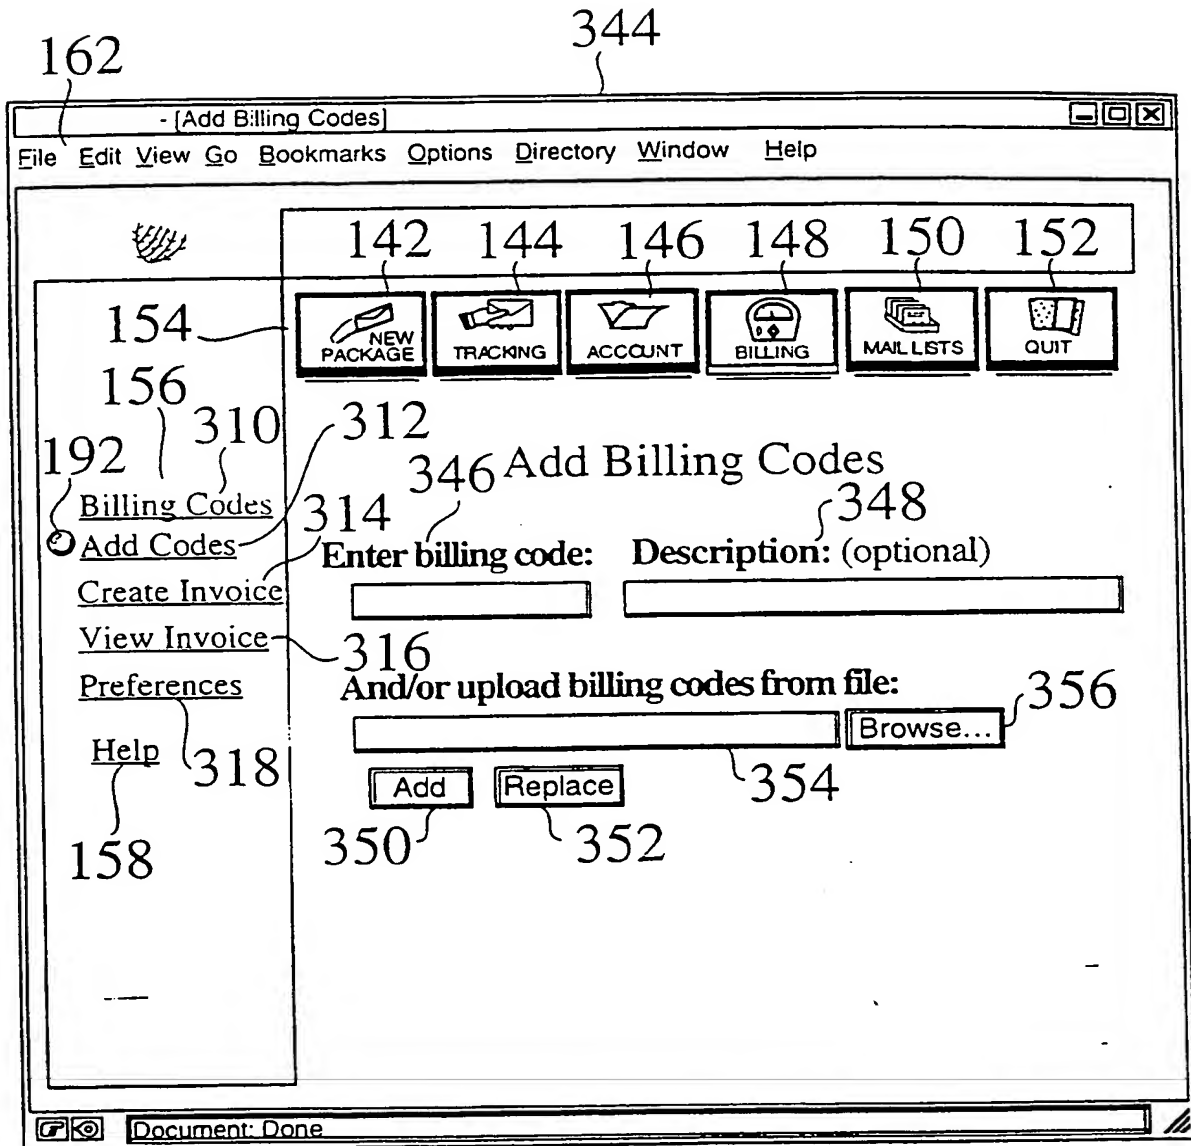 344
162
- [Add Billing Codes]
File Edit View Go Bookmarks Options Directory Window Help
142 144 146 148 150 152
154
NEW PACKAGE
TRACKING
ACCOUNT
BILLING
MAIL LISTS
QUIT
156
310
312
192
346
Add Billing Codes
Billing Codes
314
348
Add Codes
Enter billing code: Description: (optional)
Create Invoice
View Invoice
316
Preferences
And/or upload billing codes from file:
356
Browse...
Help
318
Add Replace
354
158
350
352
Document: Done